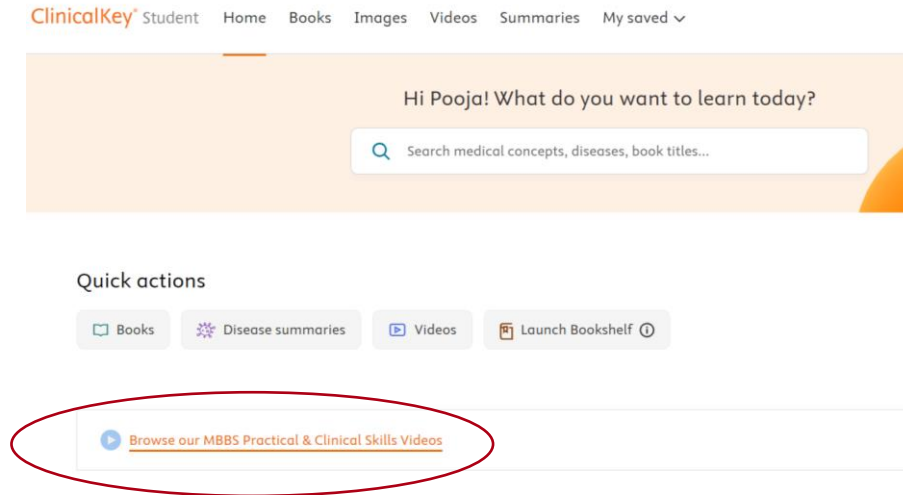 ClinicalKey® Student Home Books Images Videos Summaries My saved
Hi Pooja! What do you want to learn today?
Search medical concepts, diseases, book titles...
Quick actions
Books Disease summaries Videos Launch Bookshelf
Browse our MBBS Practical & Clinical Skills Videos